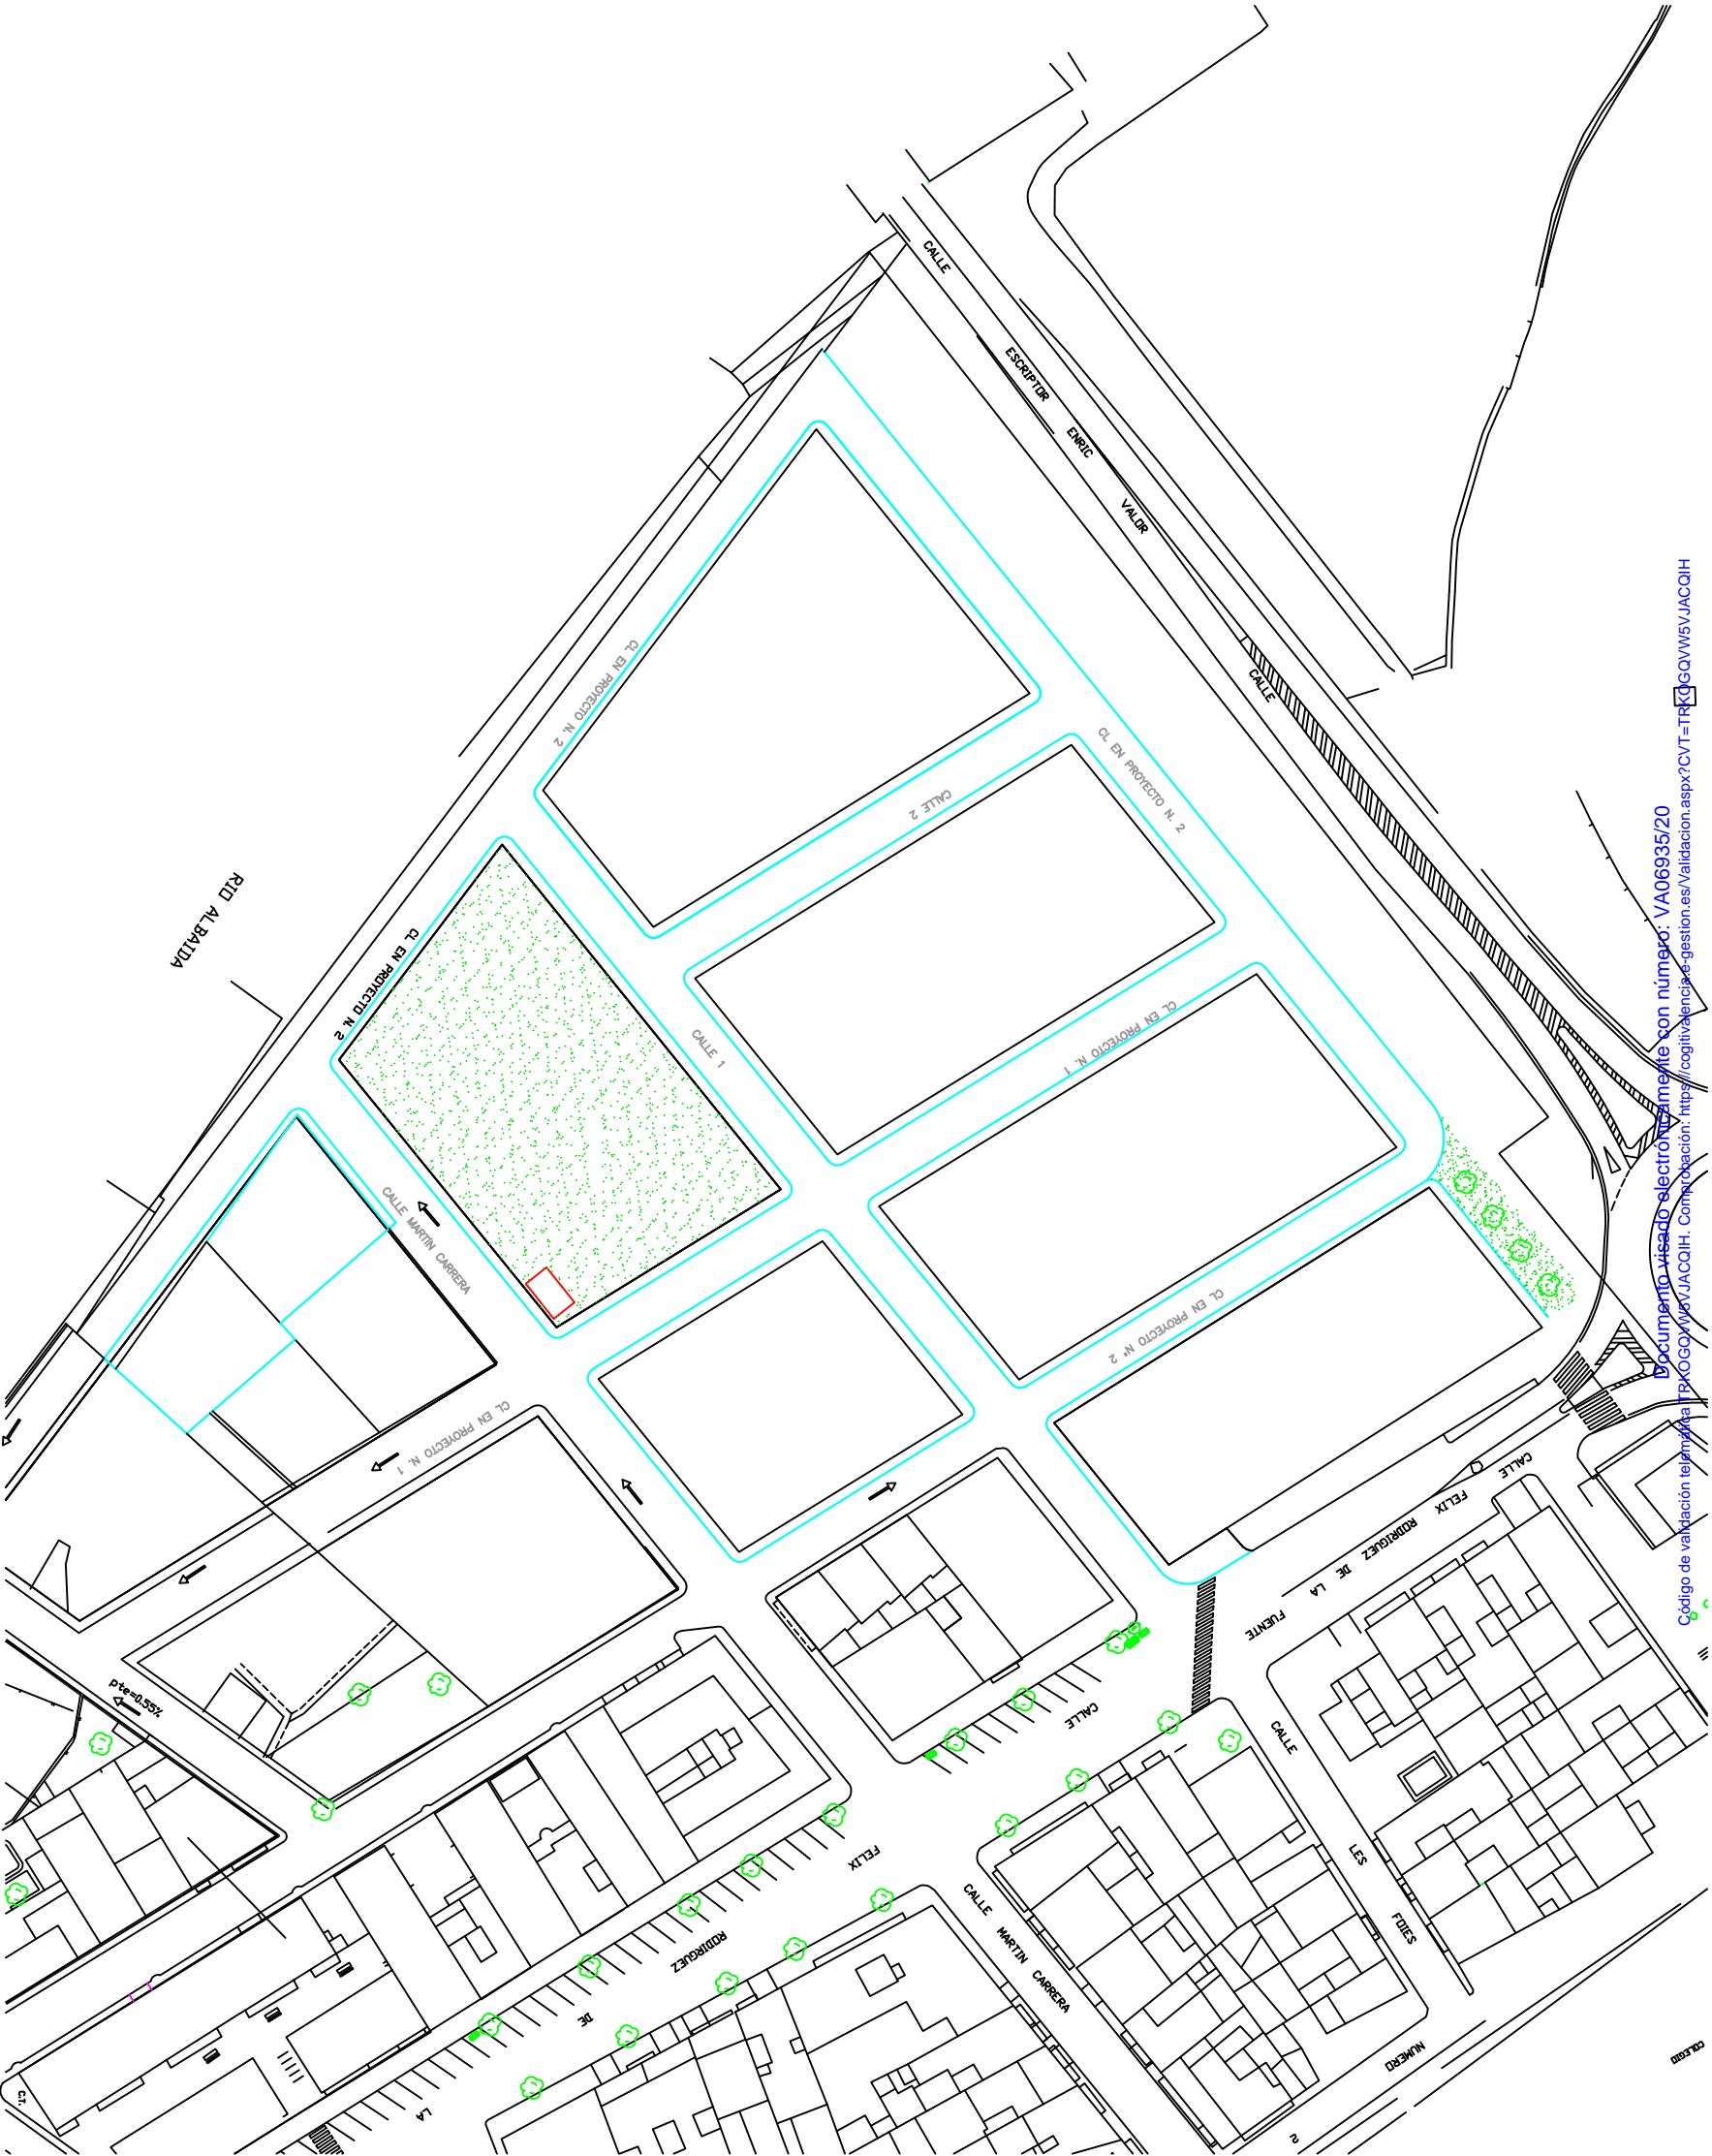 CALLE
ESCRIPTOR
ENRIC
VALOR
CALLE
CL EN PROYECTO N. 2
CL EN PROYECTO N. 2
CALLE 2
RIO ALBAIDA
CL EN PROYECTO N. 2
CALLE 1
CL EN PROYECTO N. 1
CALLE MARTÍN CARRERA
CL EN PROYECTO Nº 2
CL EN PROYECTO N. 1
CALLE
FELIX
RODRIGUEZ
DE LA
FUENTE
pte=0.55%
CALLE
FELIX
RODIRGUEZ
DE
LA
CALLE
LES
FOIES
CALLE
MARTIN
CARRERA
NUMERO
2
COLEGIO
C.T.
Documento visado electrónicamente con número: VA06935/20
Código de validación telemática TRKOGQVW5VJACQIH. Comprobación: https://cogitivalencia.e-gestion.es/Validacion.aspx?CVT=TRKOGQVW5VJACQIH